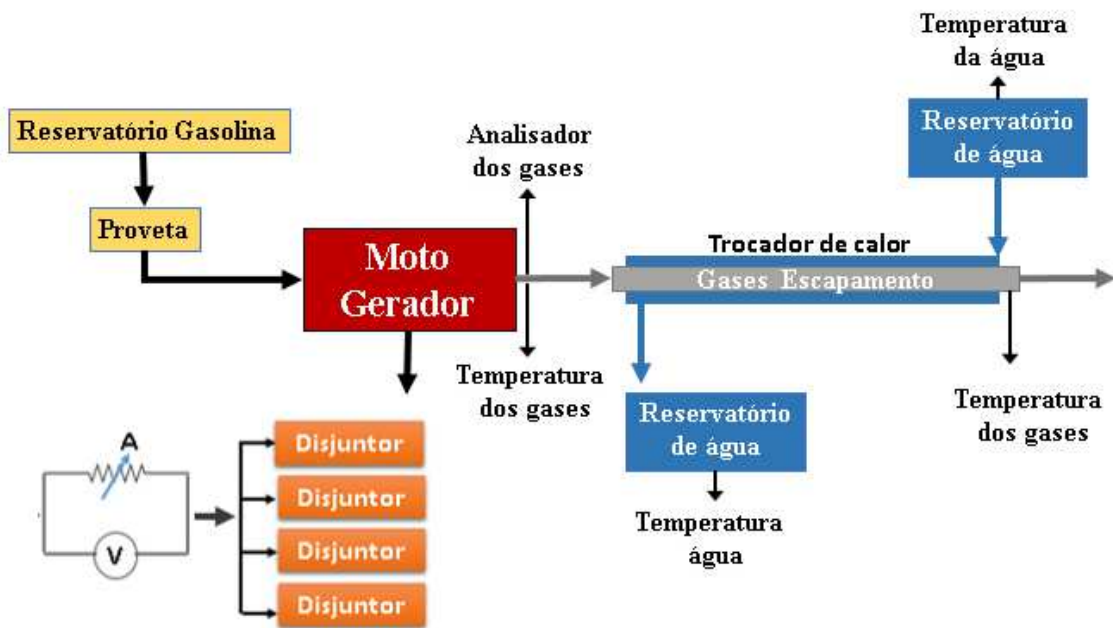 Temperatura
da água
Reservatório Gasolina
Analisador
dos gases
Reservatório
de água
Proveta
Moto
Gerador
Trocador de calor
Gases Escapamento
Temperatura
dos gases
Reservatório
de água
Temperatura
dos gases
A
V
Disjuntor
Disjuntor
Disjuntor
Disjuntor
Temperatura
água